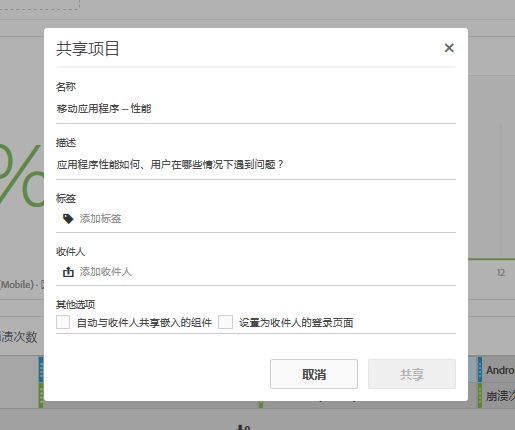 共享项目
名称
移动应用程序 – 性能
描述
应用程序性能如何、用户在哪些情况下遇到问题？
%
标签
添加标签
收件人
添加收件人
(Mobile) ·
12
其他选项
自动与收件人共享嵌入的组件 设置为收件人的登录页面
崩溃次数
取消 共享
Andro
崩溃次